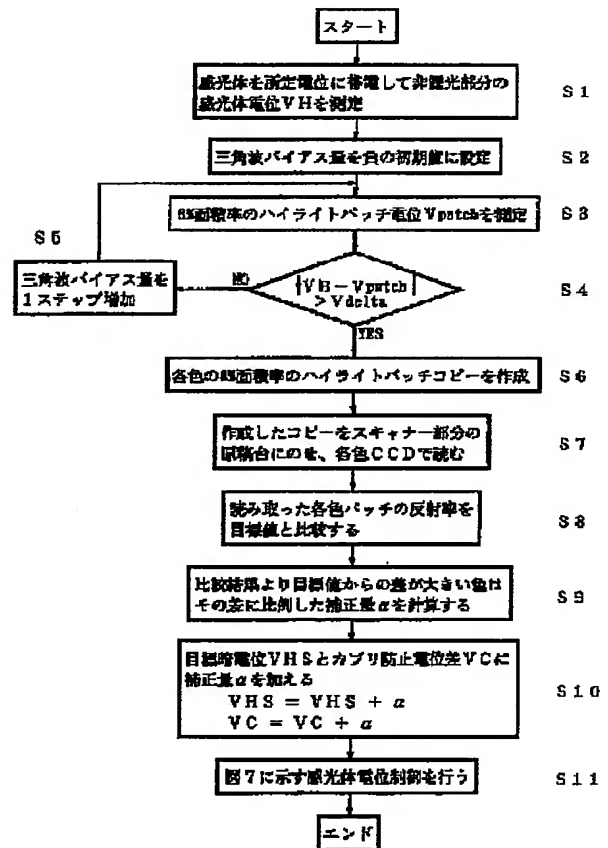 スタート
感光体を所定電位に帯電して非露光部分の
感光体電位VHを測定
S1
三角波バイアス量を負の初期値に設定
S2
面積率のハイライトパッチ電位Vpatchを測定
S3
S5
三角波バイアス量を
1ステップ増加
NO
|VH-Vpatch|
>Vdelta
S4
YES
各色の 面積率のハイライトパッチコピーを作成
S6
作成したコピーをスキャナー部分の
原稿台にのせ、各色CCDで読む
S7
読み取った各色パッチの反射率を
目標値と比較する
S8
比較結果より目標値からの差が大きい色は
その差に比例した補正量αを計算する
S9
目標暗電位VHSとカブリ防止電位差VCに
補正量αを加える
VHS = VHS + α
VC = VC + α
S10
図7に示す感光体電位制御を行う
S11
エンド